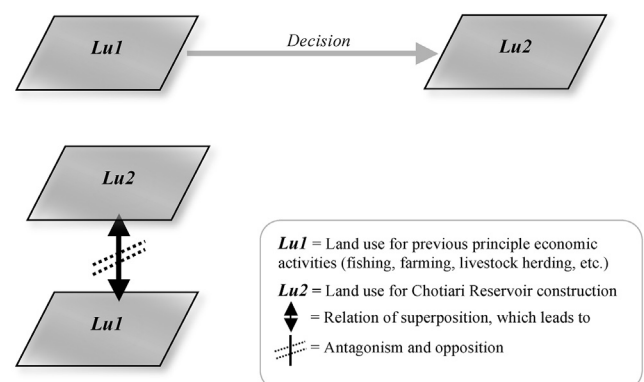 Lu1
Decision
Lu2
Lu2
Lu1
Lu1 = Land use for previous principle economic
activities (fishing, farming, livestock herding, etc.)
Lu2 = Land use for Chotiari Reservoir construction
= Relation of superposition, which leads to
= Antagonism and opposition